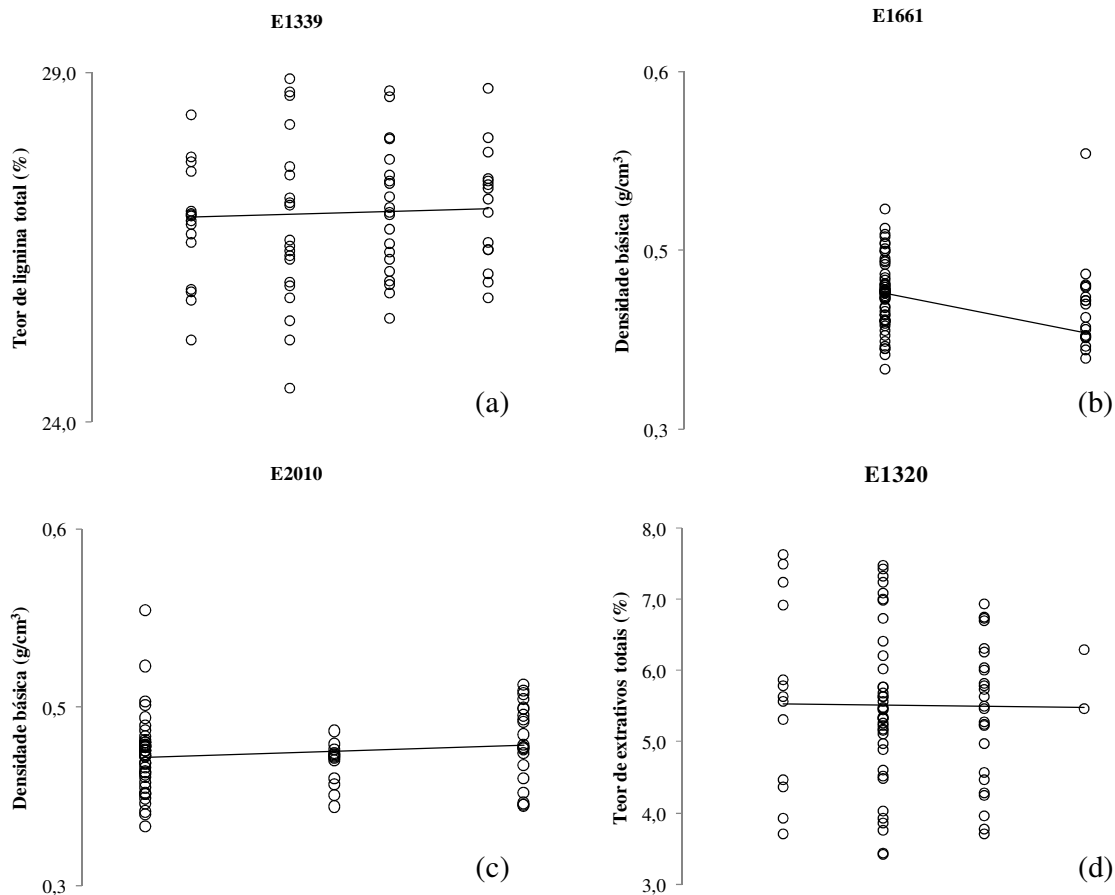 E1339
29,0
Teor de lignina total (%)
24,0
(a)
E1661
0,6
Densidade básica (g/cm³)
0,5
0,3
(b)
E2010
0,6
Densidade básica (g/cm³)
0,5
0,3
(c)
E1320
8,0
7,0
6,0
Teor de extrativos totais (%)
5,0
4,0
3,0
(d)